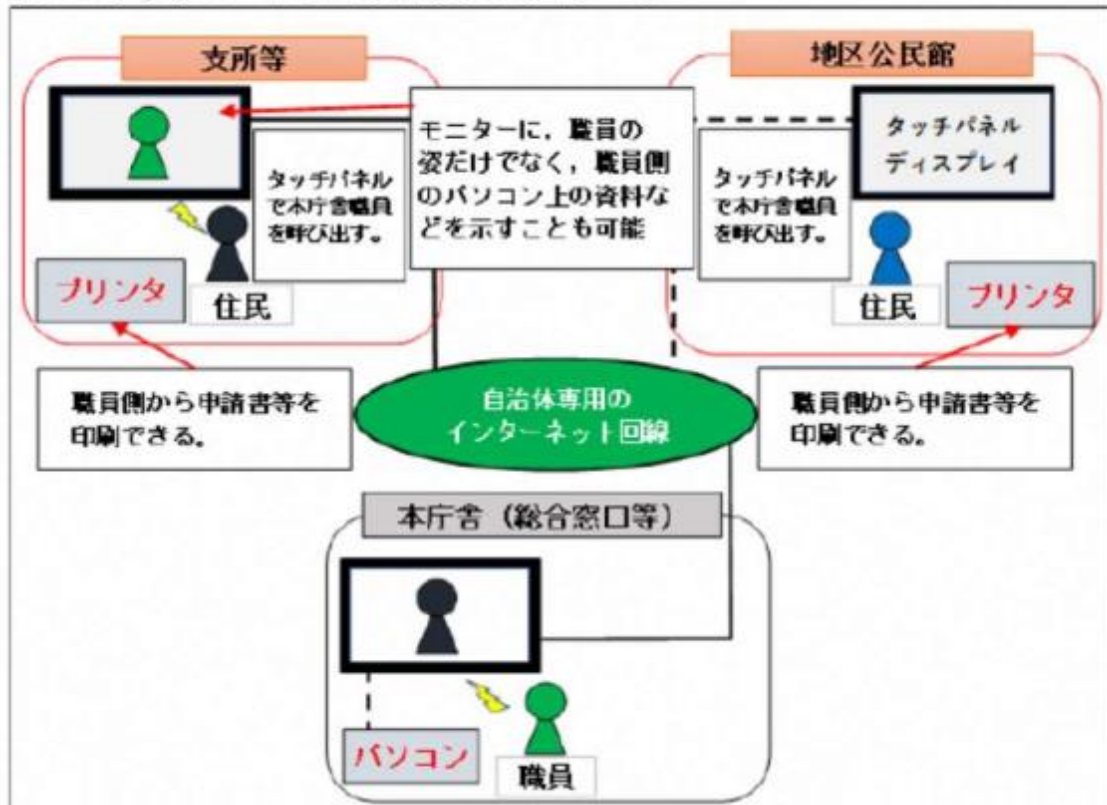 支所等
地区公民館
モニターに，職員の
姿だけでなく，職員側
のパソコン上の資料な
どを示すことも可能
タッチパネル
ディスプレイ
タッチパネル
で本庁舎職員
を呼び出す。
タッチパネル
で本庁舎職員
を呼び出す。
プリンタ
住民
住民
プリンタ
職員側から申請書等を
印刷できる。
自治体専用の
インターネット回線
職員側から申請書等を
印刷できる。
本庁舎（総合窓口等）
パソコン
職員